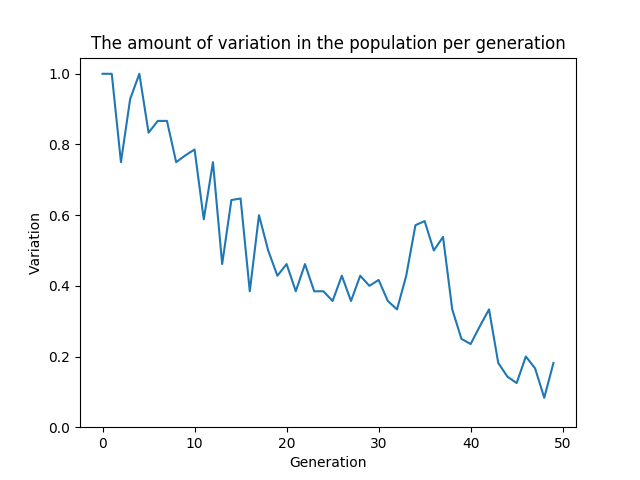 The amount of variation in the population per generation
1.0
0.8
0.6
0.4
0.2
0.0
Variation
0 10 20 30 40 50
Generation